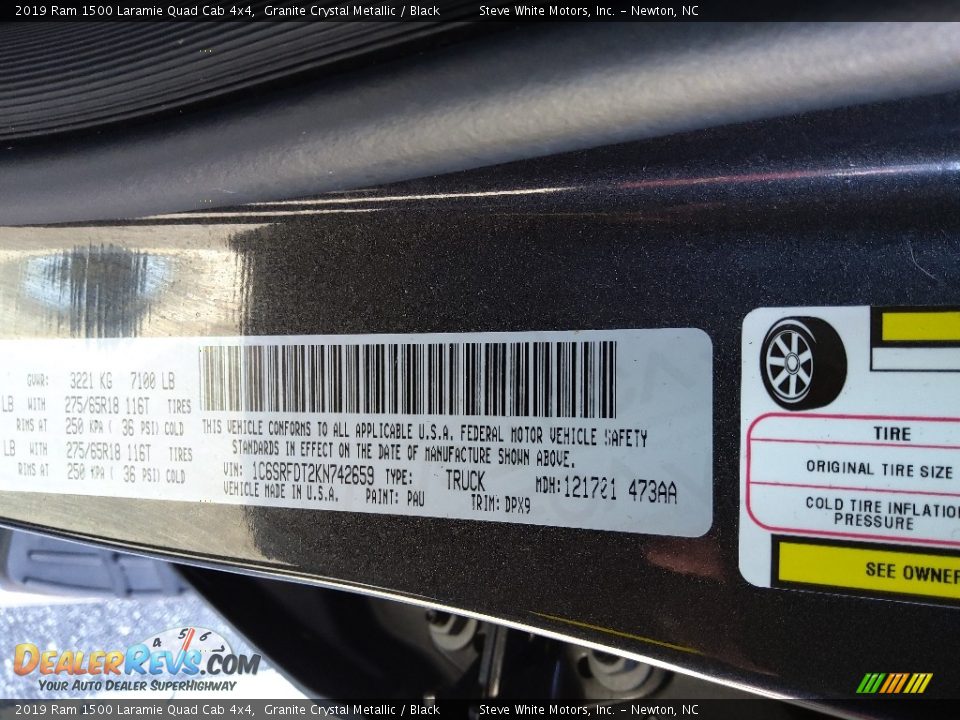 2019 Ram 1500 Laramie Quad Cab 4x4, Granite Crystal Metallic / Black Steve White Motors, Inc. – Newton, NC
GVWR: 3221 KG 7100 LB
LB WITH 275/65R18 116T TIRES
RIMS AT 250 KPA ( 36 PSI) COLD
LB WITH 275/65R18 116T TIRES
RIMS AT 250 KPA ( 36 PSI) COLD
THIS VEHICLE CONFORMS TO ALL APPLICABLE U.S.A. FEDERAL MOTOR VEHICLE SAFETY
STANDARDS IN EFFECT ON THE DATE OF MANUFACTURE SHOWN ABOVE.
VIN: 1C6SRFDT2KN742659 TYPE: TRUCK MDH: 473AA
VEHICLE MADE IN U.S.A. PAINT: PAU TRIM: DPX9
TIRE
ORIGINAL TIRE SIZE
COLD TIRE INFLATION
PRESSURE
SEE OWNER
4 5 6
DEALERREVS.COM
YOUR AUTO DEALER SUPERHIGHWAY
2019 Ram 1500 Laramie Quad Cab 4x4, Granite Crystal Metallic / Black Steve White Motors, Inc. – Newton, NC